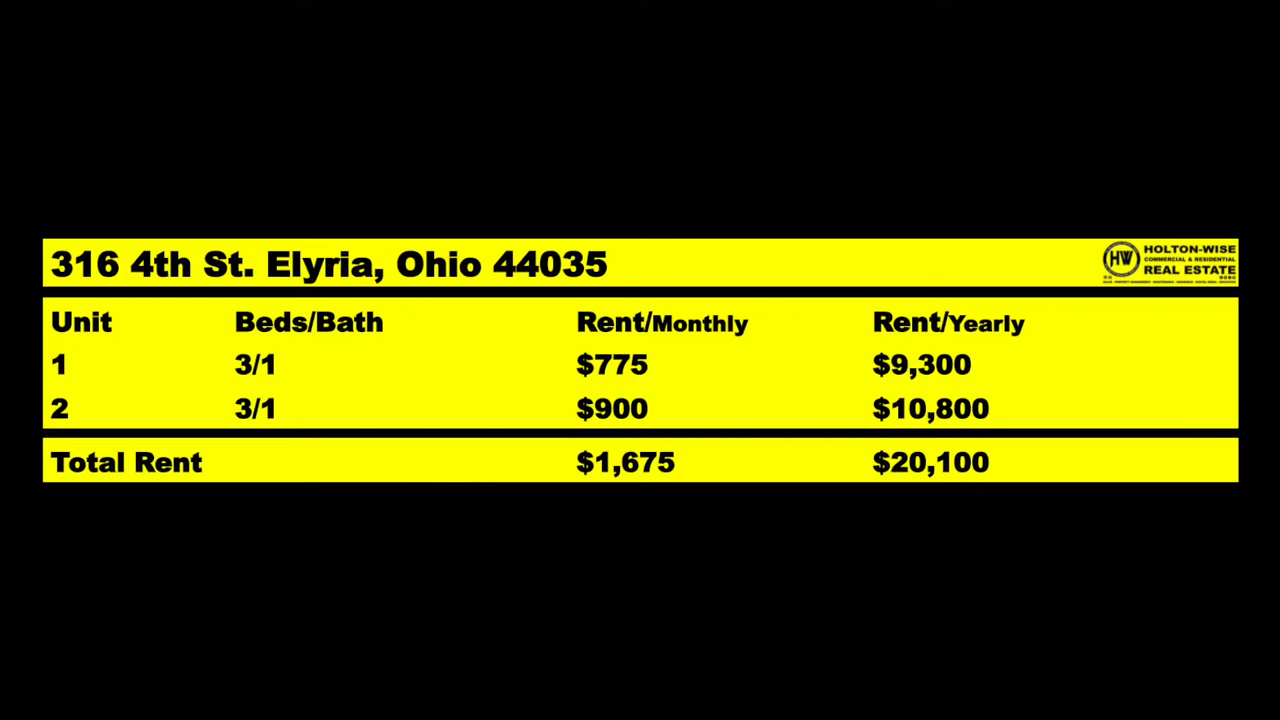 316 4th St. Elyria, Ohio 44035
HW
HOLTON-WISE
COMMERCIAL & RESIDENTIAL
REAL ESTATE
Unit Beds/Bath Rent/Monthly Rent/Yearly
1 3/1 $775 $9,300
2 3/1 $900 $10,800
Total Rent $1,675 $20,100